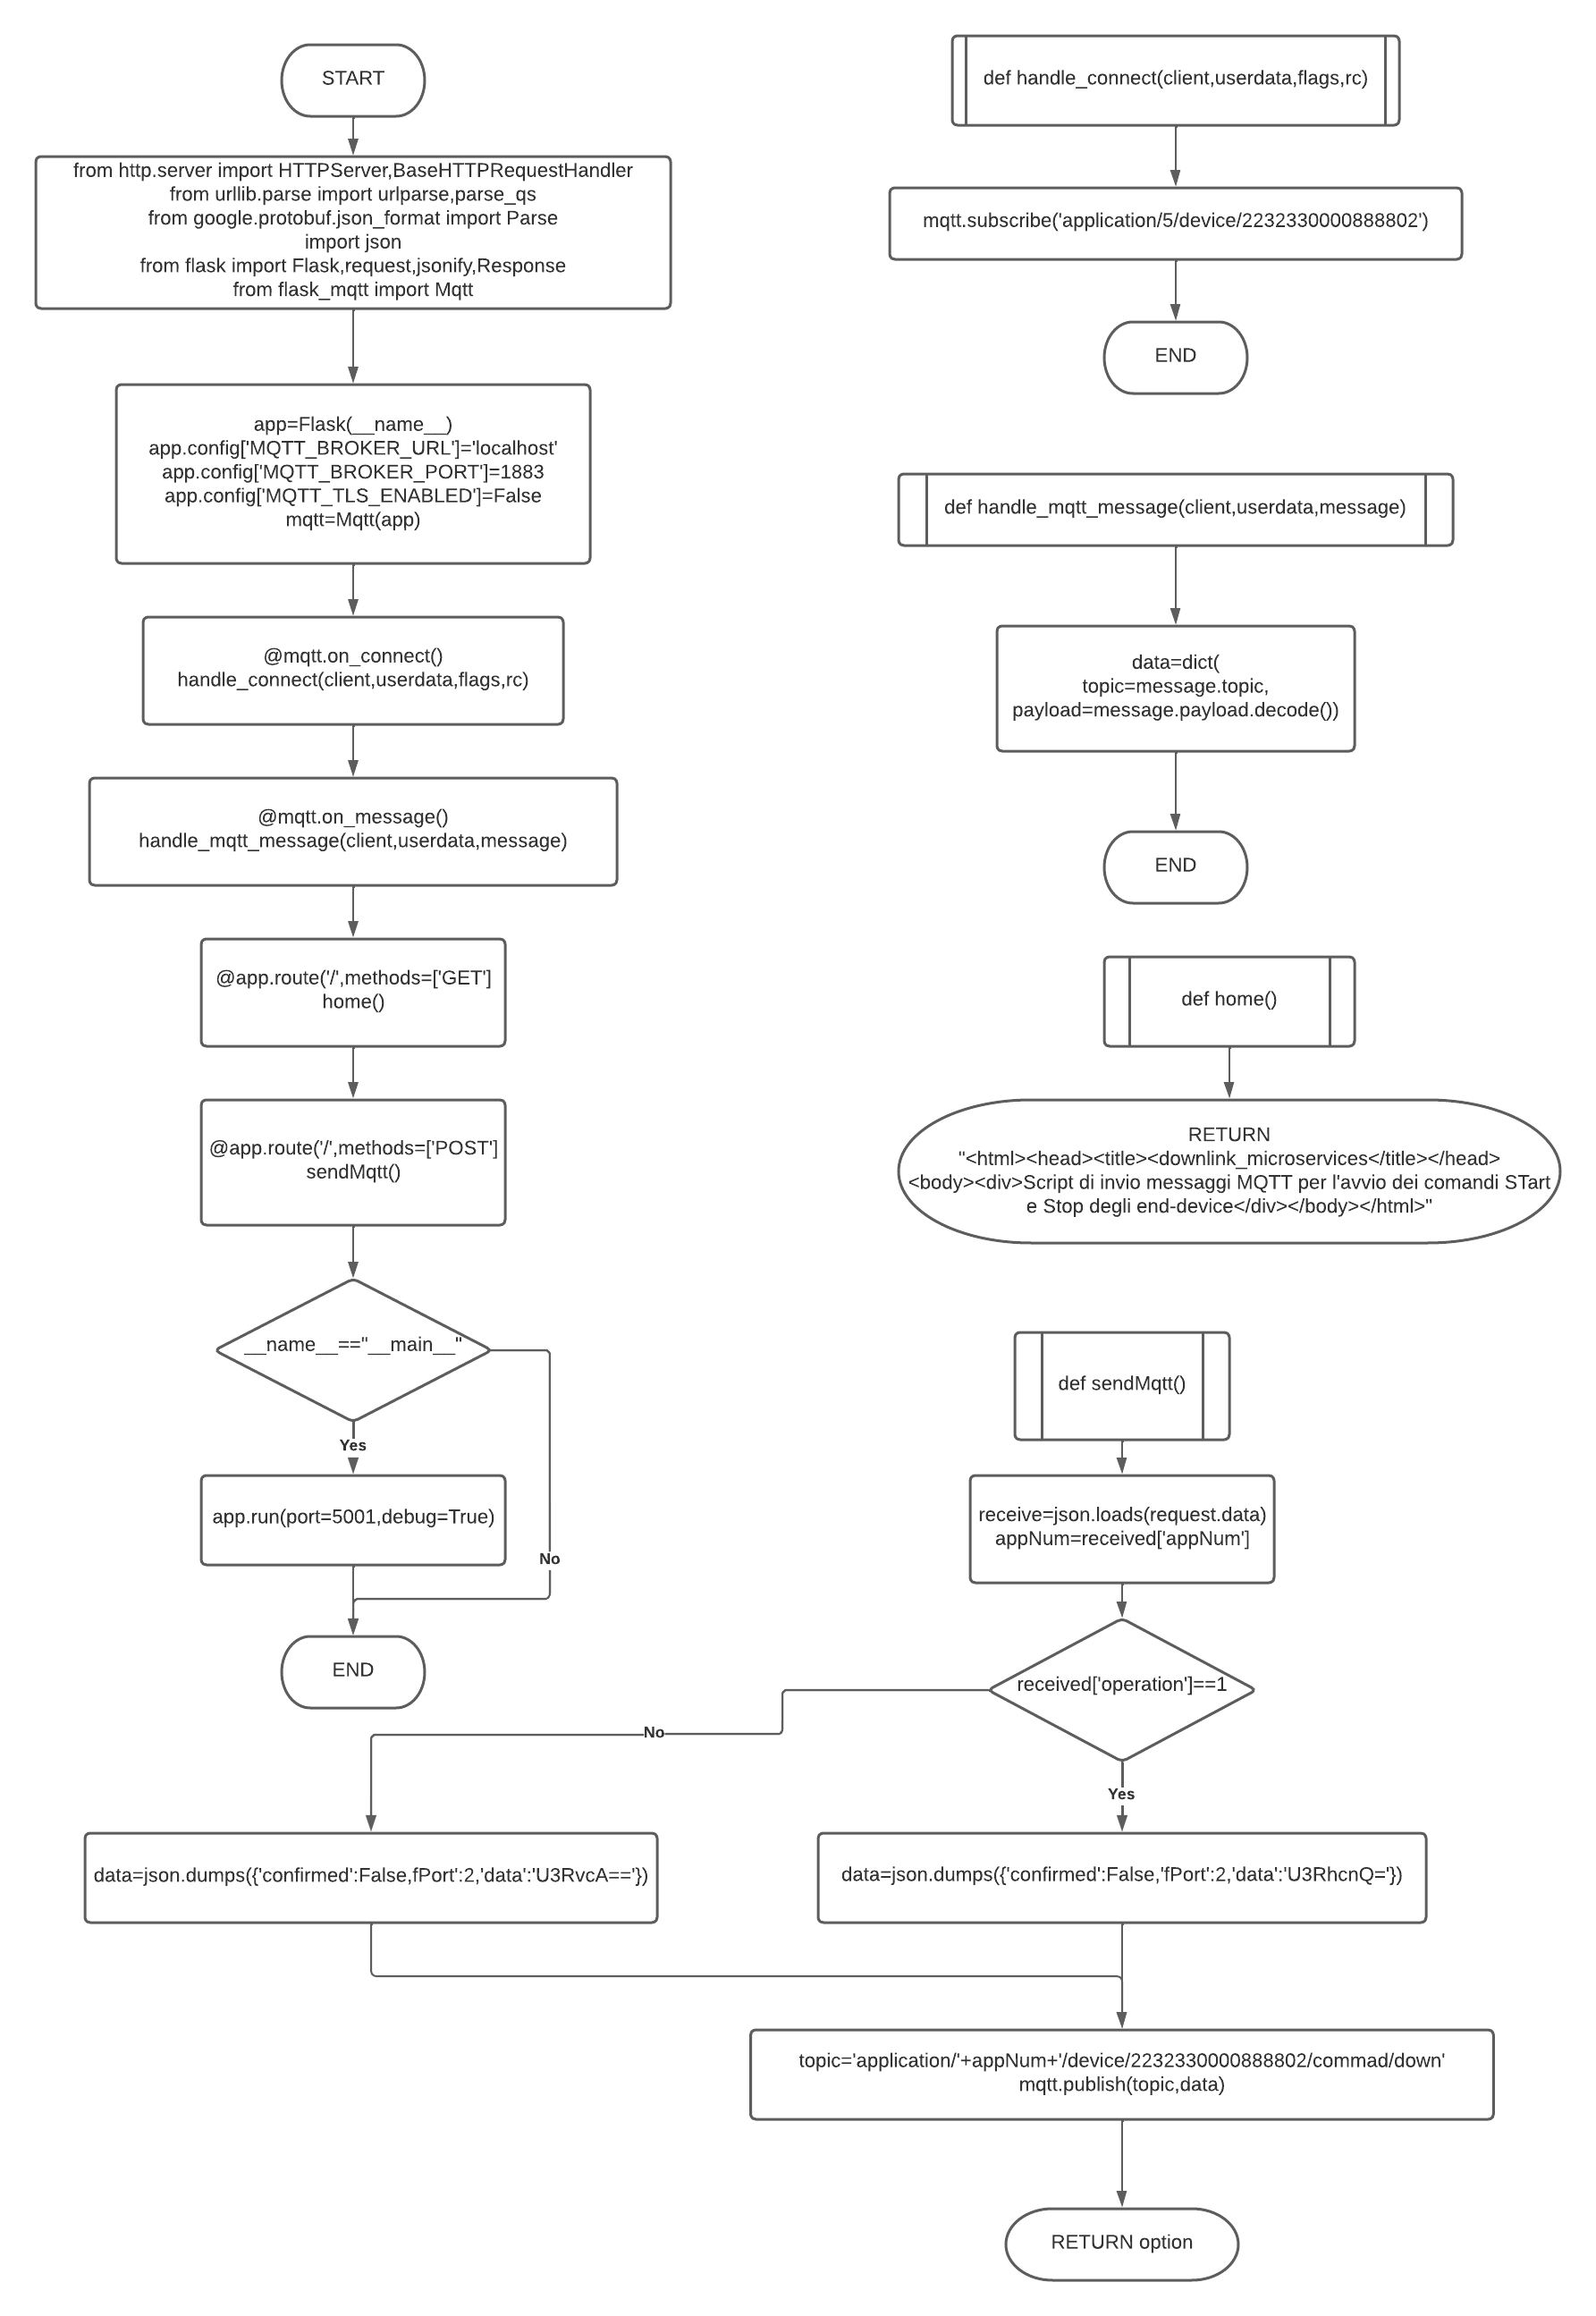 START
from http.server import HTTPServer,BaseHTTPRequestHandler
from urllib.parse import urlparse,parse_qs
from google.protobuf.json_format import Parse
import json
from flask import Flask,request,jsonify,Response
from flask_mqtt import Mqtt
app=Flask(__name__)
app.config['MQTT_BROKER_URL']='localhost'
app.config['MQTT_BROKER_PORT']=1883
app.config['MQTT_TLS_ENABLED']=False
mqtt=Mqtt(app)
@mqtt.on_connect()
handle_connect(client,userdata,flags,rc)
@mqtt.on_message()
handle_mqtt_message(client,userdata,message)
@app.route('/',methods=['GET']
home()
@app.route('/',methods=['POST']
sendMqtt()
__name__=="__main__"
Yes
app.run(port=5001,debug=True)
No
END
def handle_connect(client,userdata,flags,rc)
mqtt.subscribe('application/5/device/2232330000888802')
END
def handle_mqtt_message(client,userdata,message)
data=dict(
topic=message.topic,
payload=message.payload.decode())
END
def home()
RETURN
"<html><head><title><downlink_microservices</title></head>
<body><div>Script di invio messaggi MQTT per l'avvio dei comandi STart
e Stop degli end-device</div></body></html>"
def sendMqtt()
receive=json.loads(request.data)
appNum=received['appNum']
received['operation']==1
No
Yes
data=json.dumps({'confirmed':False,fPort':2,'data':'U3RvcA=='})
data=json.dumps({'confirmed':False,'fPort':2,'data':'U3RhcnQ='})
topic='application/'+appNum+'/device/2232330000888802/commad/down'
mqtt.publish(topic,data)
RETURN option